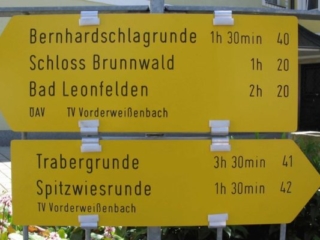 Bernhardschlagrunde 1h 30min 40
Schloss Brunnwald 1h 20
Bad Leonfelden 2h 20
ÖAV TV Vorderweißenbach
Trabergrunde 3h 30min 41
Spitzwiesrunde 1h 30min 42
TV Vorderweißenbach